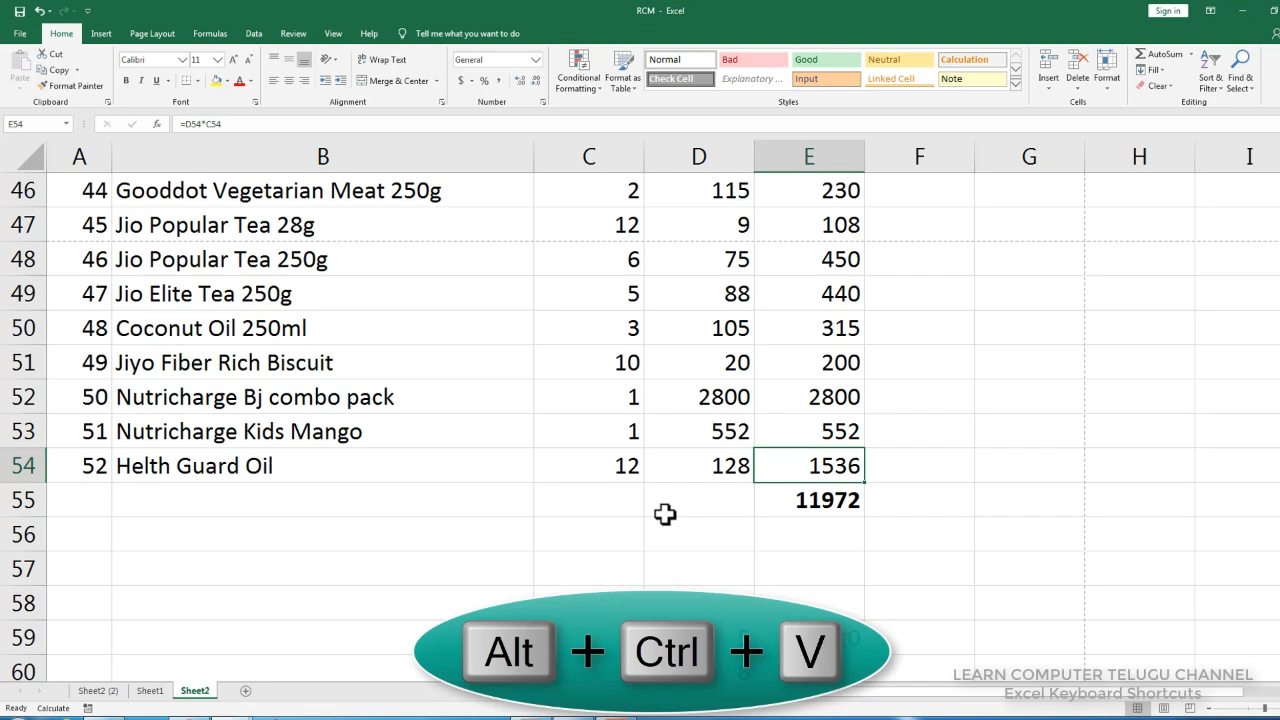 RCM - Excel
Sign in
File Home Insert Page Layout Formulas Data Review View Help Tell me what you want to do
Cut
Copy
Format Painter
Paste
Clipboard
Calibri 11
B I U
Font
Wrap Text
Merge & Center
Alignment
General
$ % ,
Number
Conditional Formatting
Format as Table
Normal Bad Good Neutral Calculation
Check Cell Explanatory ... Input Linked Cell Note
Styles
Insert Delete Format
Cells
AutoSum
Fill
Clear
Sort & Filter
Find & Select
Editing
E54 fx =D54*C54
A B C D E F G H I
46 44 Gooddot Vegetarian Meat 250g 2 115 230
47 45 Jio Popular Tea 28g 12 9 108
48 46 Jio Popular Tea 250g 6 75 450
49 47 Jio Elite Tea 250g 5 88 440
50 48 Coconut Oil 250ml 3 105 315
51 49 Jiyo Fiber Rich Biscuit 10 20 200
52 50 Nutricharge Bj combo pack 1 2800 2800
53 51 Nutricharge Kids Mango 1 552 552
54 52 Helth Guard Oil 12 128 1536
55 11972
56
57
58
59
60
Alt + Ctrl + V
LEARN COMPUTER TELUGU CHANNEL
Excel Keyboard Shortcuts
Sheet2 (2) Sheet1 Sheet2
Ready Calculate